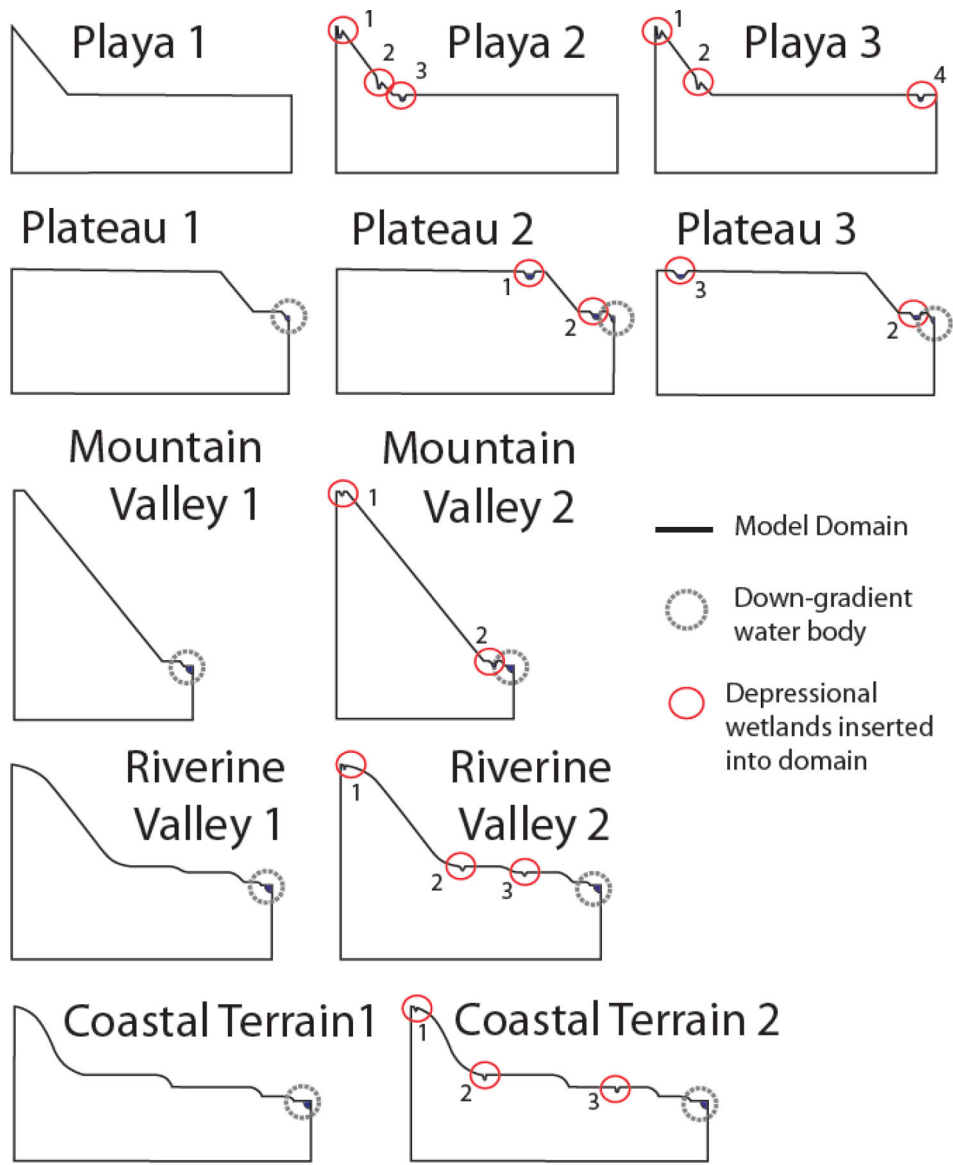 Playa 1
1
2
3
Playa 2
1
2
4
Playa 3
Plateau 1
Plateau 2
1
2
Plateau 3
3
2
Mountain
Valley 1
Mountain
Valley 2
1
2
Model Domain
Down-gradient
water body
Depressional
wetlands inserted
into domain
Riverine
Valley 1
Riverine
Valley 2
1
2
3
Coastal Terrain1
Coastal Terrain 2
1
2
3